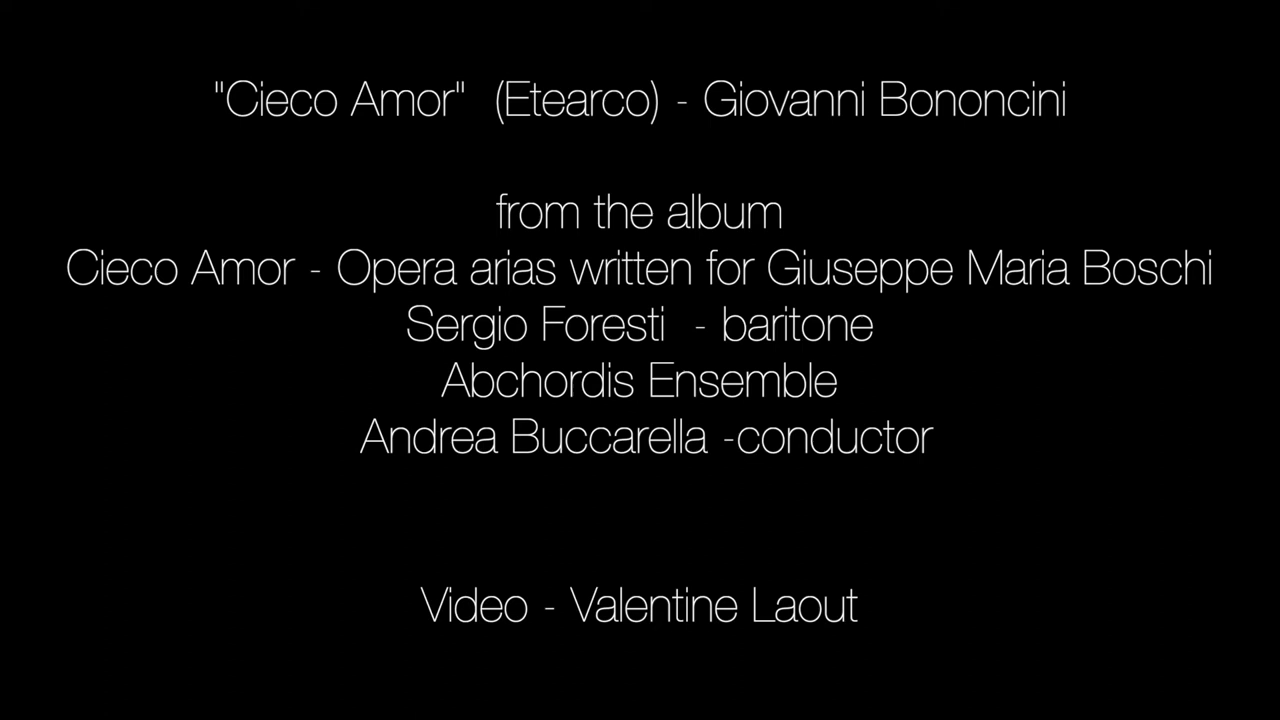 "Cieco Amor"  (Etearco) - Giovanni Bononcini
from the album
Cieco Amor - Opera arias written for Giuseppe Maria Boschi
Sergio Foresti  - baritone
Abchordis Ensemble
Andrea Buccarella -conductor
Video - Valentine Laout